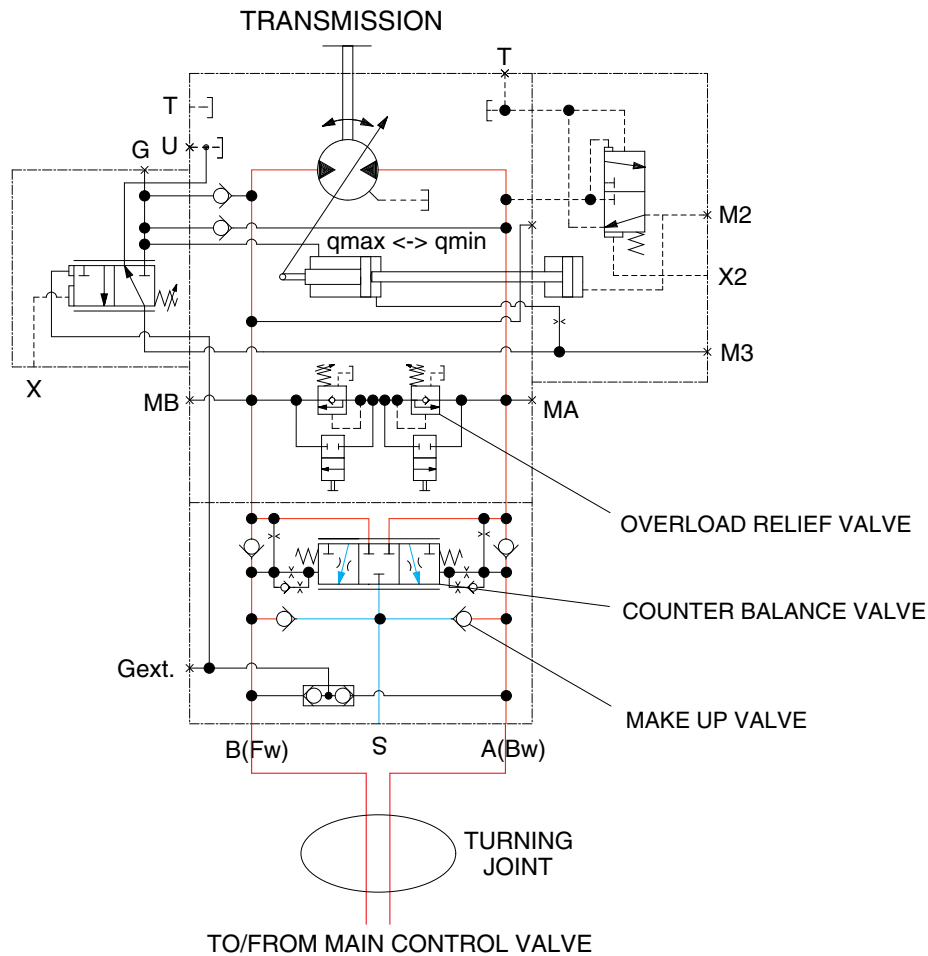 TRANSMISSION
T
T
U
G
M2
qmax <-> qmin
X2
M3
X
MB
MA
OVERLOAD RELIEF VALVE
COUNTER BALANCE VALVE
Gext.
MAKE UP VALVE
B(Fw)
S
A(Bw)
TURNING
JOINT
TO/FROM MAIN CONTROL VALVE